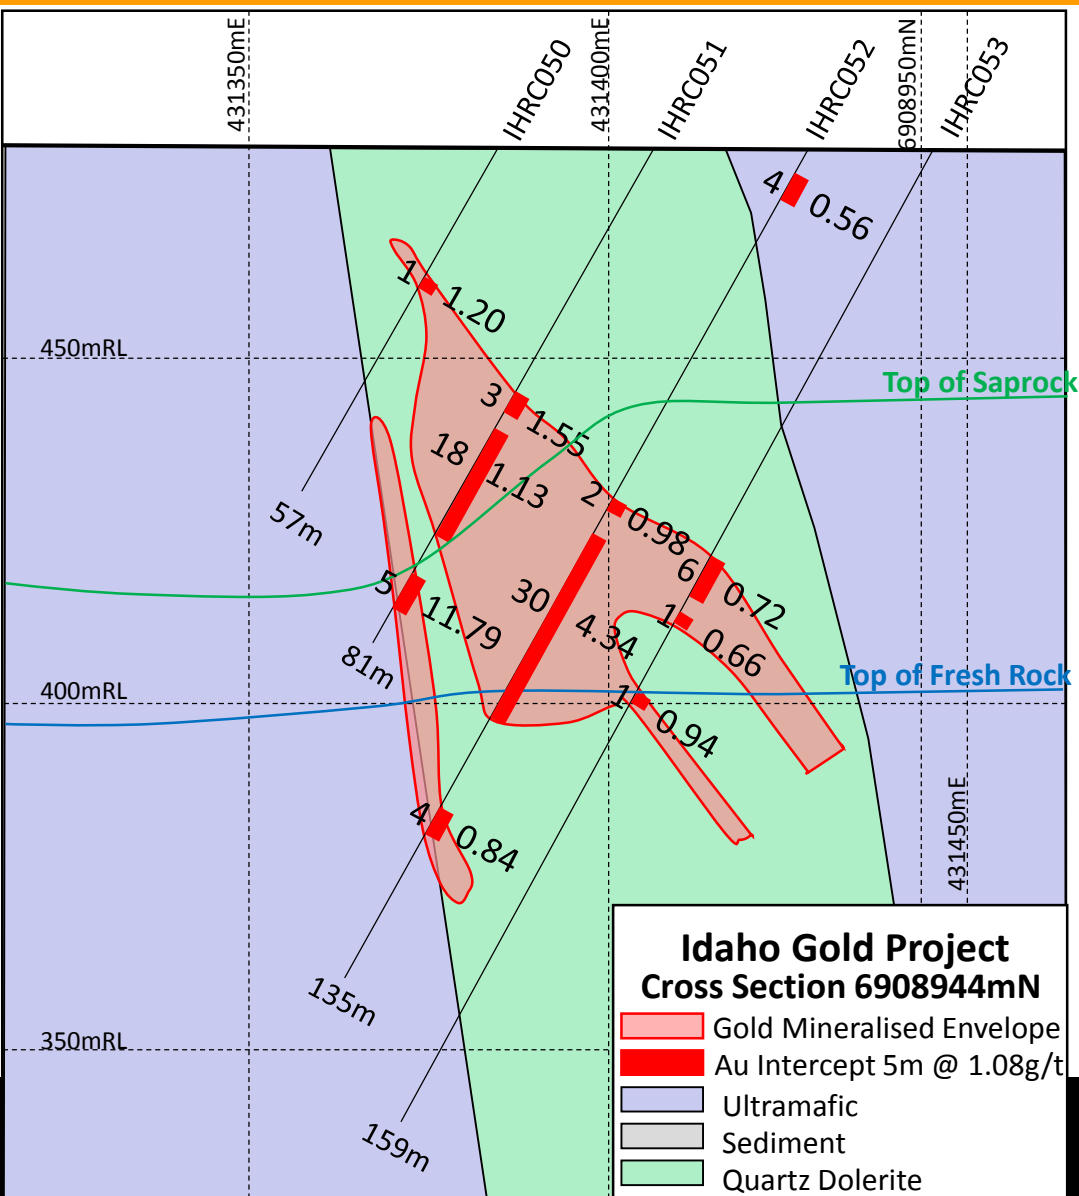 431350mE
IHRC050
431400mE
IHRC051
IHRC052
6908950mN
IHRC053
4 0.56
1 1.20
450mRL
Top of Saprock
3 1.55
18 1.13
2 0.98
57m
6 0.72
5 11.79
30 4.34
1 0.66
81m
Top of Fresh Rock
400mRL
1 0.94
4 0.84
431450mE
135m
350mRL
159m
Idaho Gold Project
Cross Section 6908944mN
Gold Mineralised Envelope
Au Intercept 5m @ 1.08g/t
Ultramafic
Sediment
Quartz Dolerite